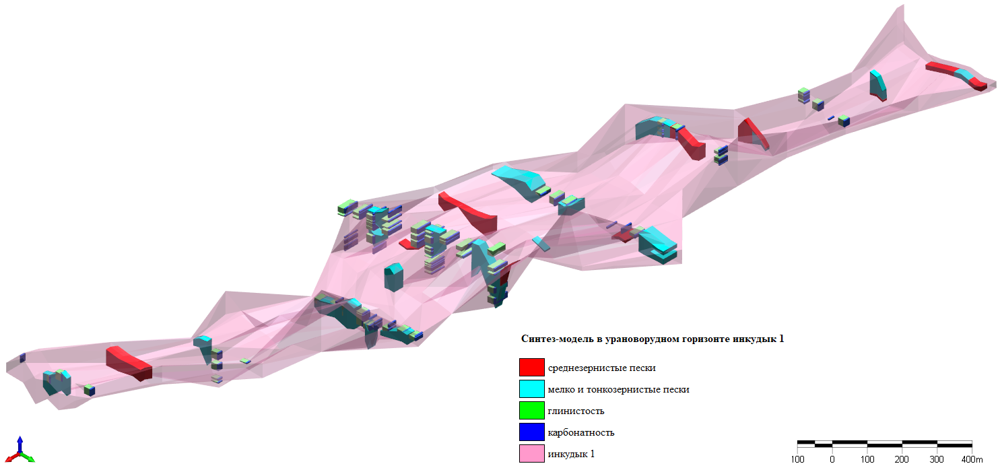 Синтез-модель в урановорудном горизонте инкудык 1
среднезернистые пески
мелко и тонкозернистые пески
глинистость
карбонатность
инкудык 1
100 0 100 200 300 400m